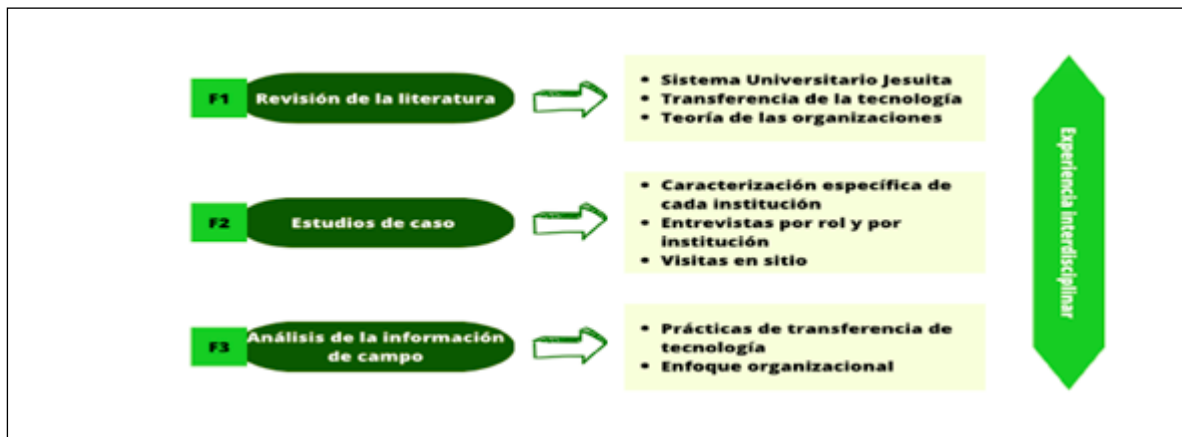 F1
Revisión de la literatura
• Sistema Universitario Jesuita
• Transferencia de la tecnología
• Teoría de las organizaciones
F2
Estudios de caso
• Caracterización específica de
cada institución
• Entrevistas por rol y por
institución
• Visitas en sitio
F3
Análisis de la información
de campo
• Prácticas de transferencia de
tecnología
• Enfoque organizacional
Experiencia interdisciplinar